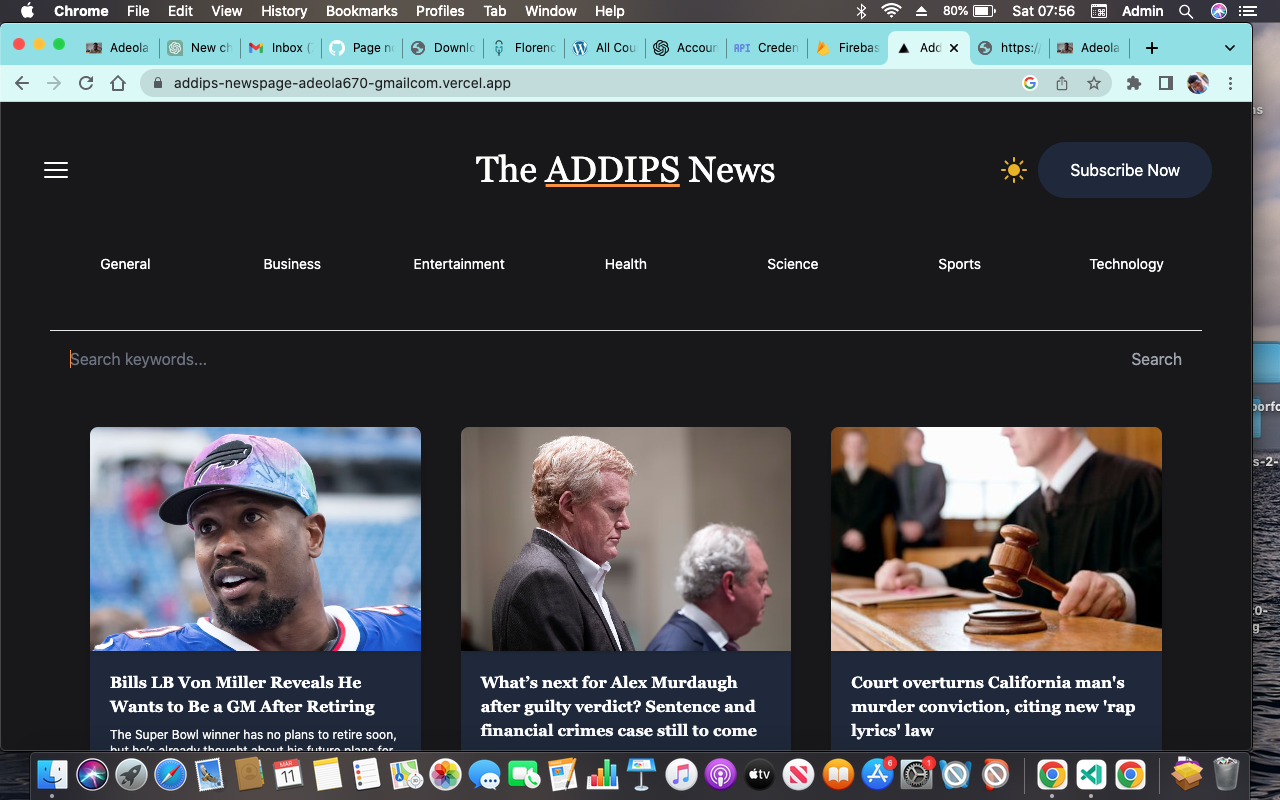 Chrome File Edit View History Bookmarks Profiles Tab Window Help 80% Sat 07:56 Admin
Adeola New ch Inbox ( Page n Downlo Florenc All Cou Accoun API Creden Firebas Add https:/ Adeola
addips-newspage-adeola670-gmailcom.vercel.app
The ADDIPS News
Subscribe Now
General Business Entertainment Health Science Sports Technology
Search keywords... Search
Bills LB Von Miller Reveals He
Wants to Be a GM After Retiring
The Super Bowl winner has no plans to retire soon,
but he's already thought about his future plans for
What's next for Alex Murdaugh
after guilty verdict? Sentence and
financial crimes case still to come
Court overturns California man's
murder conviction, citing new 'rap
lyrics' law
MAR
11
tv
6
1